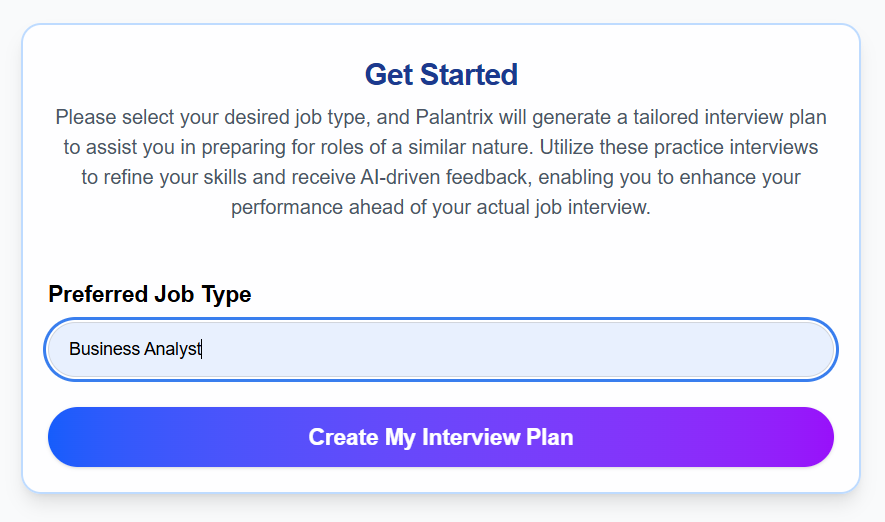 Get Started
Please select your desired job type, and Palantrix will generate a tailored interview plan
to assist you in preparing for roles of a similar nature. Utilize these practice interviews
to refine your skills and receive AI-driven feedback, enabling you to enhance your
performance ahead of your actual job interview.
Preferred Job Type
Business Analyst
Create My Interview Plan